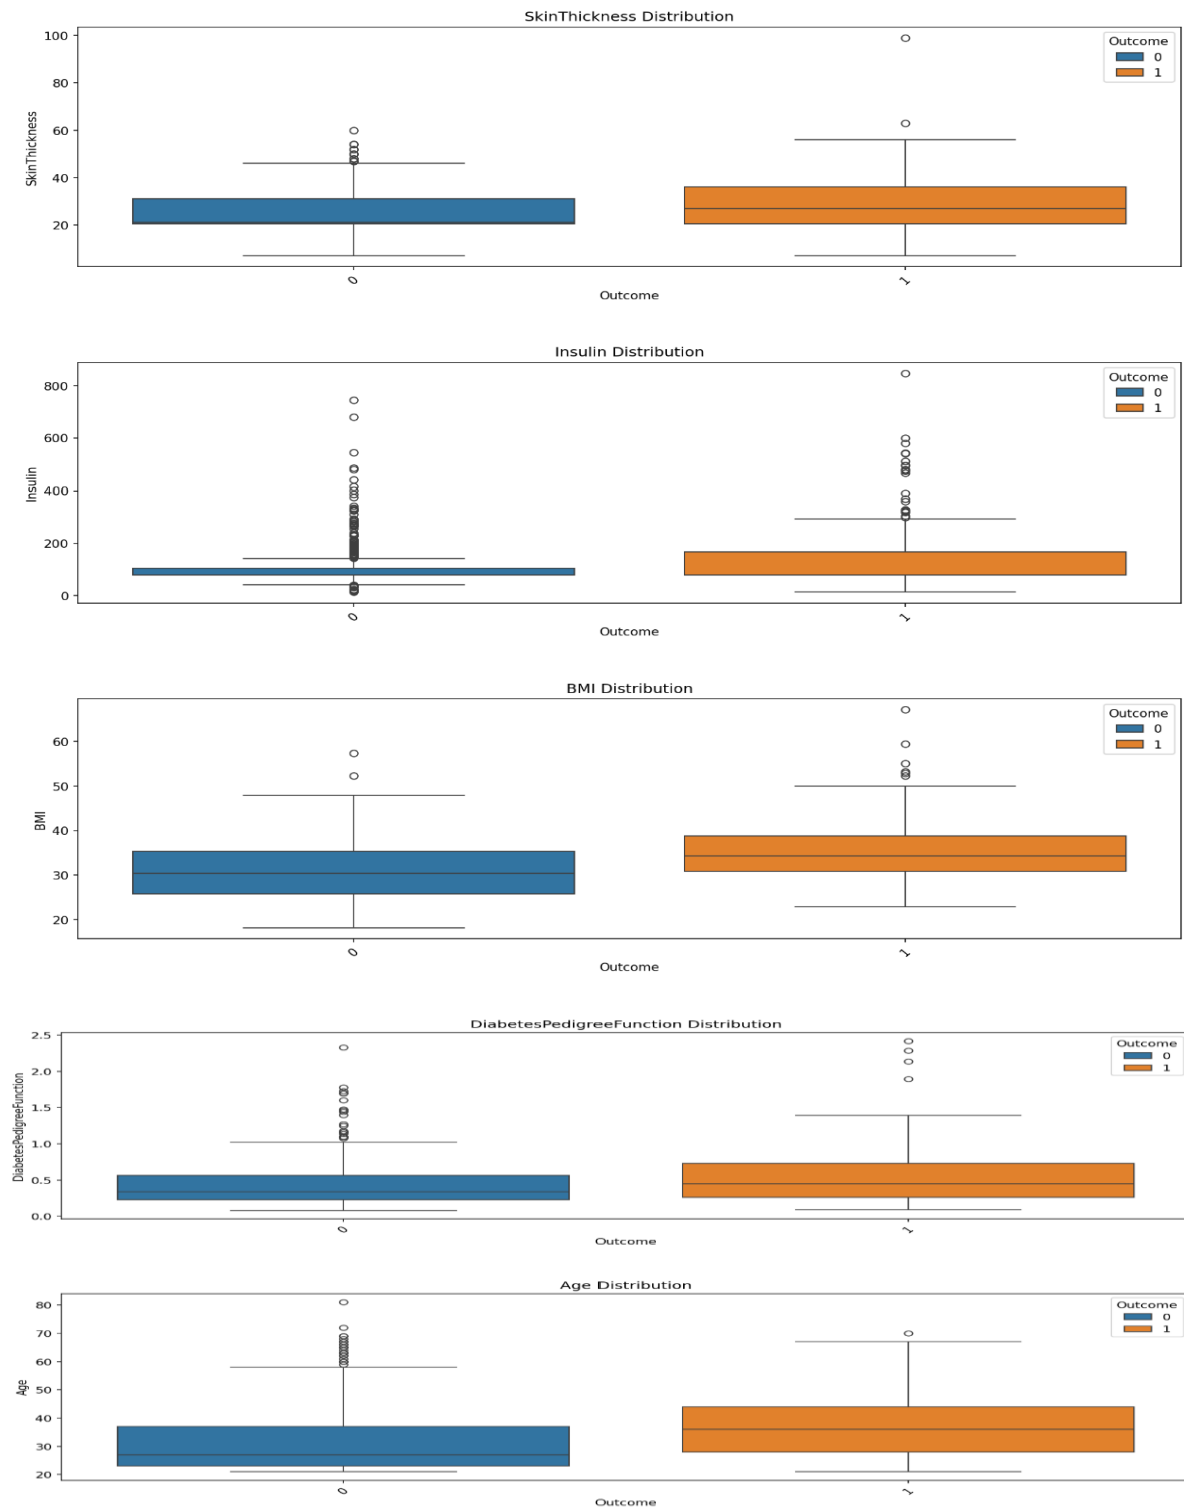 SkinThickness Distribution
100
80
60
40
20
SkinThickness
Outcome
0
1
0
1
Outcome
Insulin Distribution
800
600
400
200
0
Insulin
Outcome
0
1
0
1
Outcome
BMI Distribution
60
50
40
30
20
BMI
Outcome
0
1
0
1
Outcome
DiabetesPedigreeFunction Distribution
2.5
2.0
1.5
1.0
0.5
0.0
DiabetesPedigreeFunction
Outcome
0
1
0
1
Outcome
Age Distribution
80
70
60
50
40
30
20
Age
Outcome
0
1
0
1
Outcome